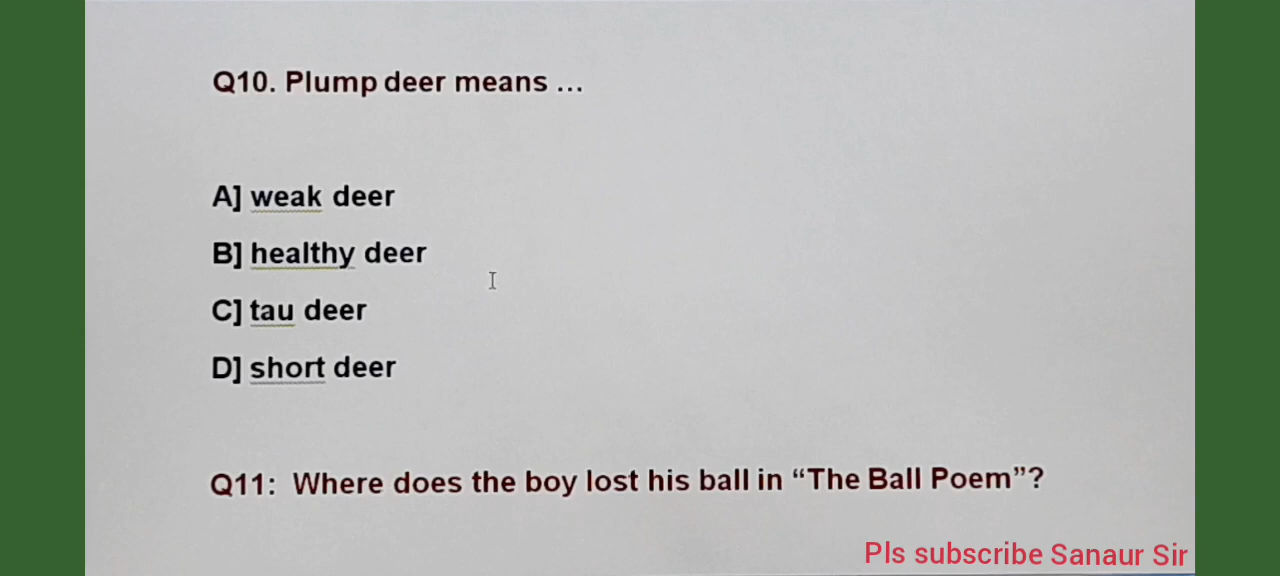 Q10. Plump deer means ...
A] weak deer
B] healthy deer
C] tau deer
D] short deer
Q11: Where does the boy lost his ball in “The Ball Poem”?
Pls subscribe Sanaur Sir